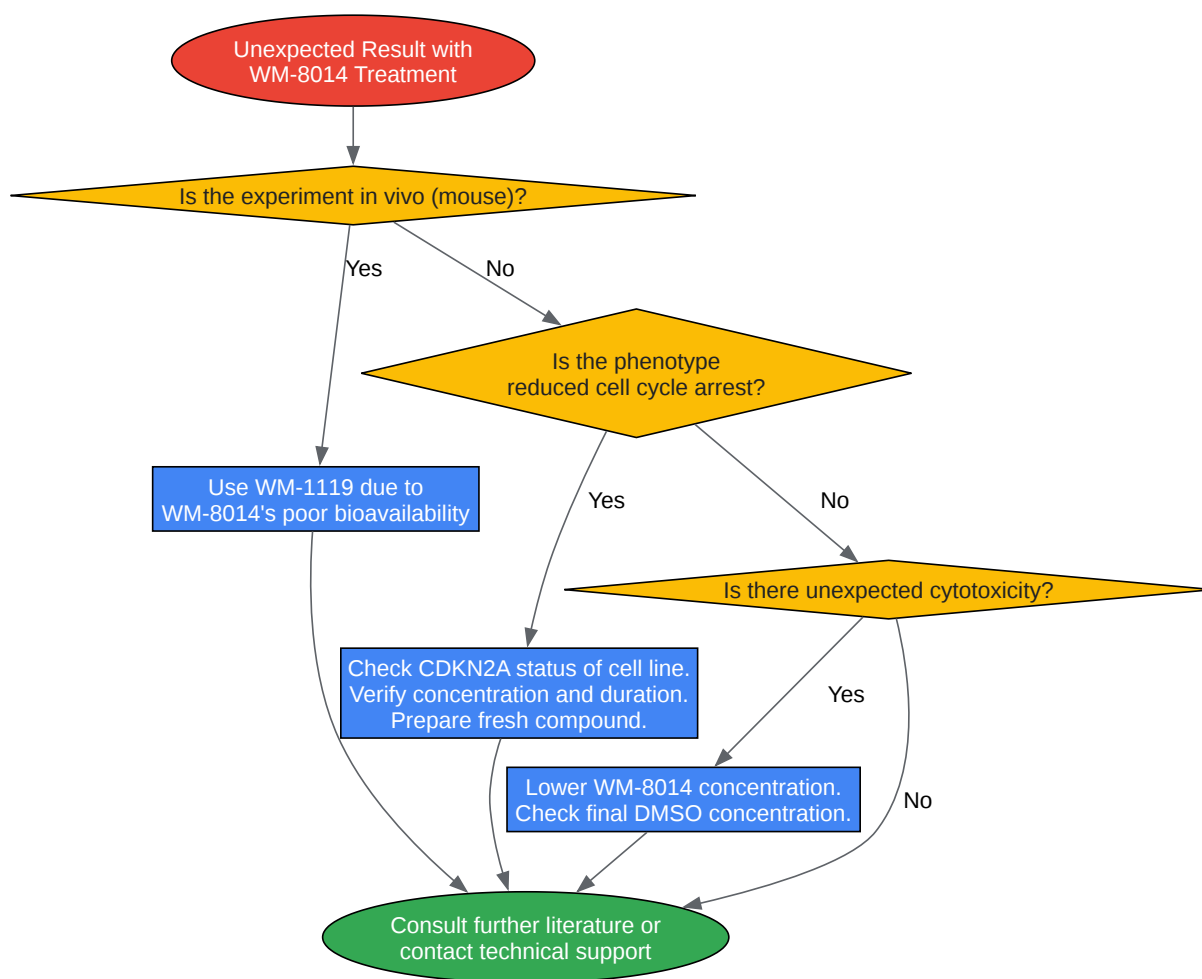 Unexpected Result with
WM-8014 Treatment
Is the experiment in vivo (mouse)?
Yes
No
Is the phenotype
reduced cell cycle arrest?
Use WM-1119 due to
WM-8014's poor bioavailability
Yes
No
Is there unexpected cytotoxicity?
Check CDKN2A status of cell line.
Verify concentration and duration.
Prepare fresh compound.
Yes
Lower WM-8014 concentration.
Check final DMSO concentration.
No
Consult further literature or
contact technical support